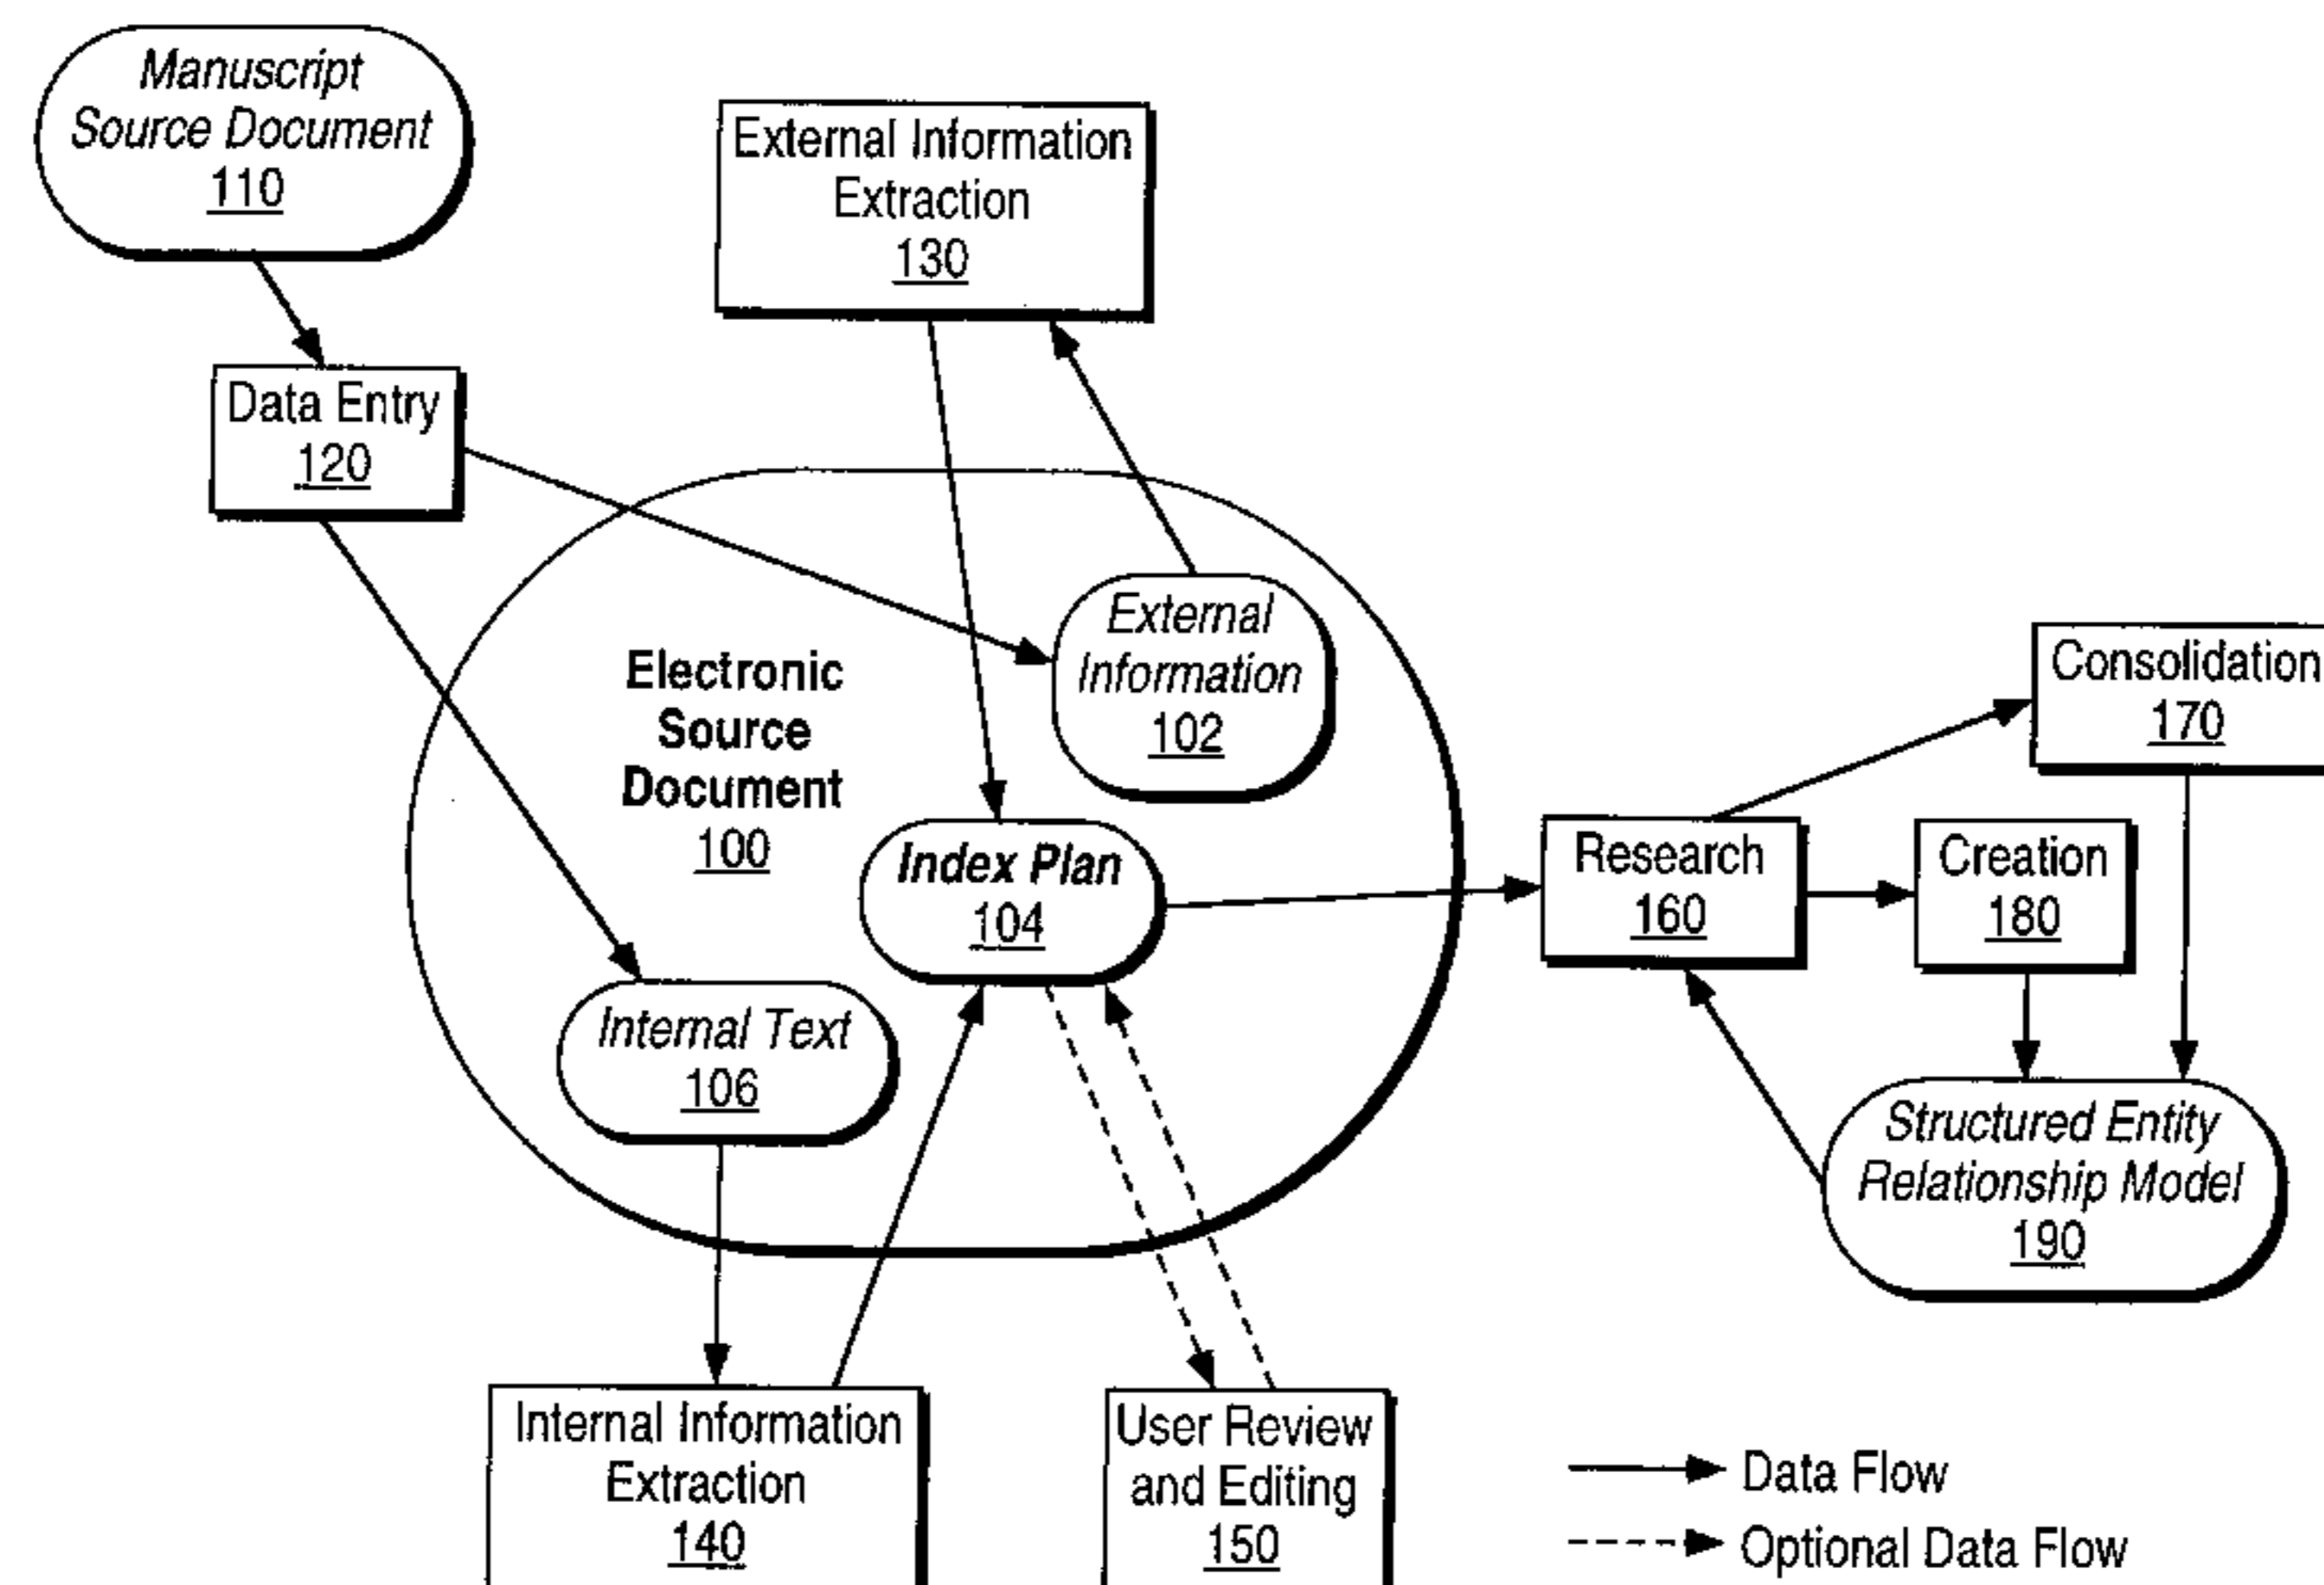 Manuscript
Source Document
110
External Information
Extraction
130
Data Entry
120
External
Information
102
Electronic
Source
Document
100
Index Plan
104
Internal Text
106
Consolidation
170
Research
160
Creation
180
Structured Entity
Relationship Model
190
Internal Information
Extraction
140
User Review
and Editing
150
Data Flow
Optional Data Flow